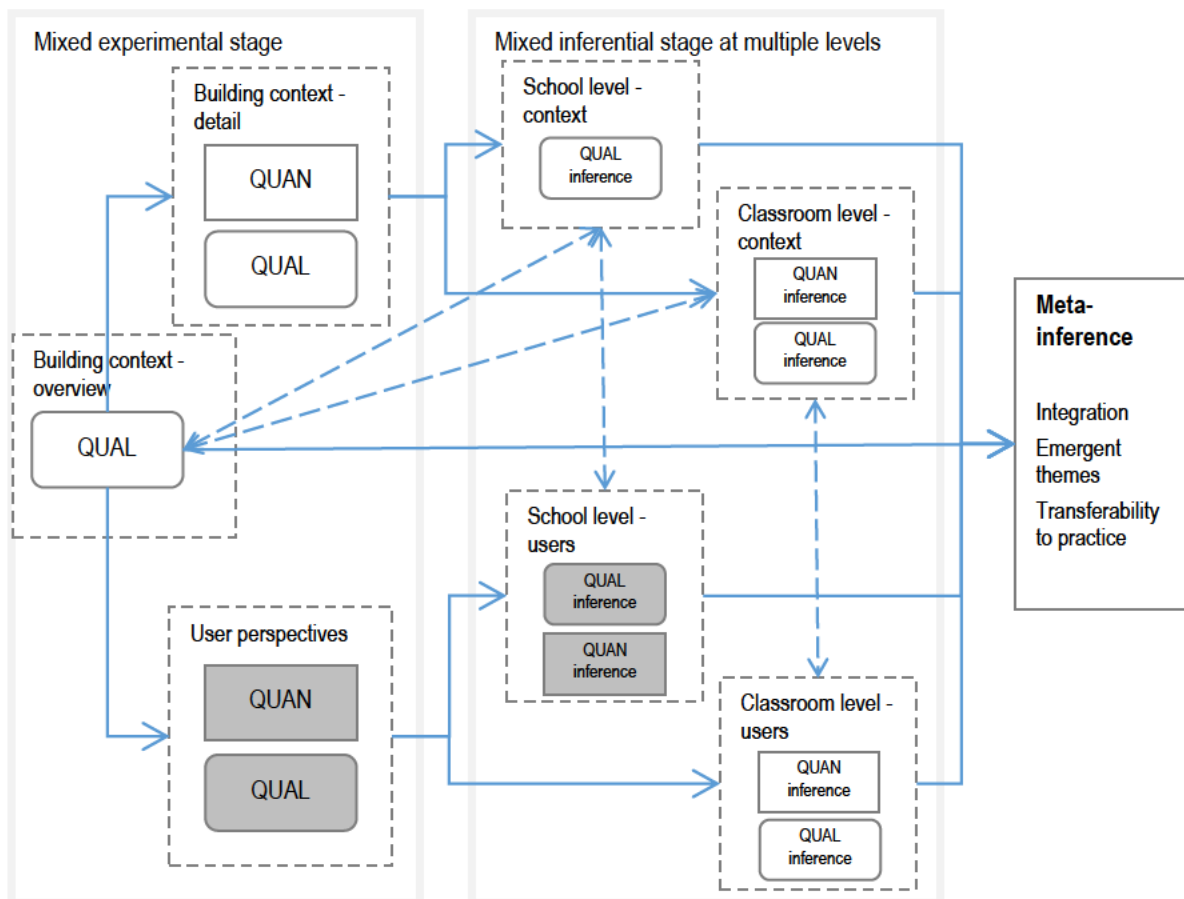 Mixed experimental stage
Building context -
detail
QUAN
QUAL
Building context -
overview
QUAL
User perspectives
QUAN
QUAL
Mixed inferential stage at multiple levels
School level -
context
QUAL
inference
Classroom level -
context
QUAN
inference
QUAL
inference
School level -
users
QUAL
inference
QUAN
inference
Classroom level -
users
QUAN
inference
QUAL
inference
Meta-
inference
Integration
Emergent
themes
Transferability
to practice